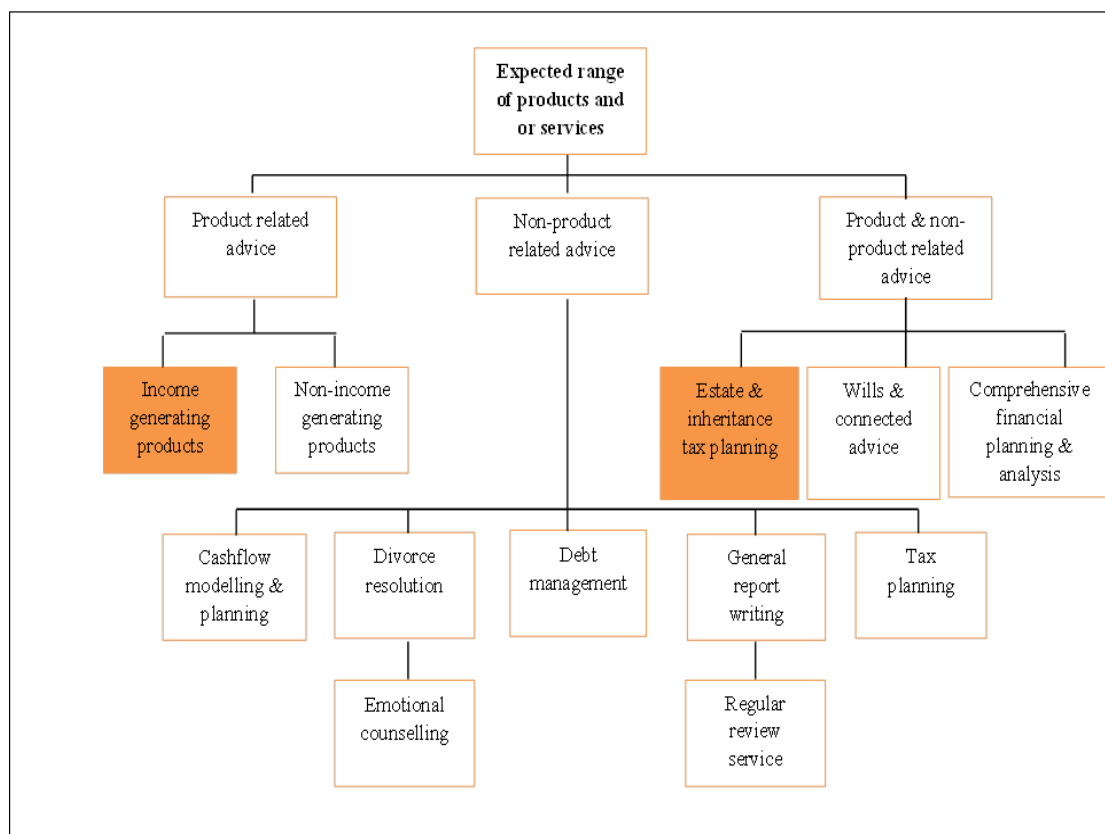 Expected range
of products and
or services
Product related
advice
Non-product
related advice
Product & non-
product related
advice
Income
generating
products
Non-income
generating
products
Estate &
inheritance
tax planning
Wills &
connected
advice
Comprehensive
financial
planning &
analysis
Cashflow
modelling &
planning
Divorce
resolution
Debt
management
General
report
writing
Tax
planning
Emotional
counselling
Regular
review
service